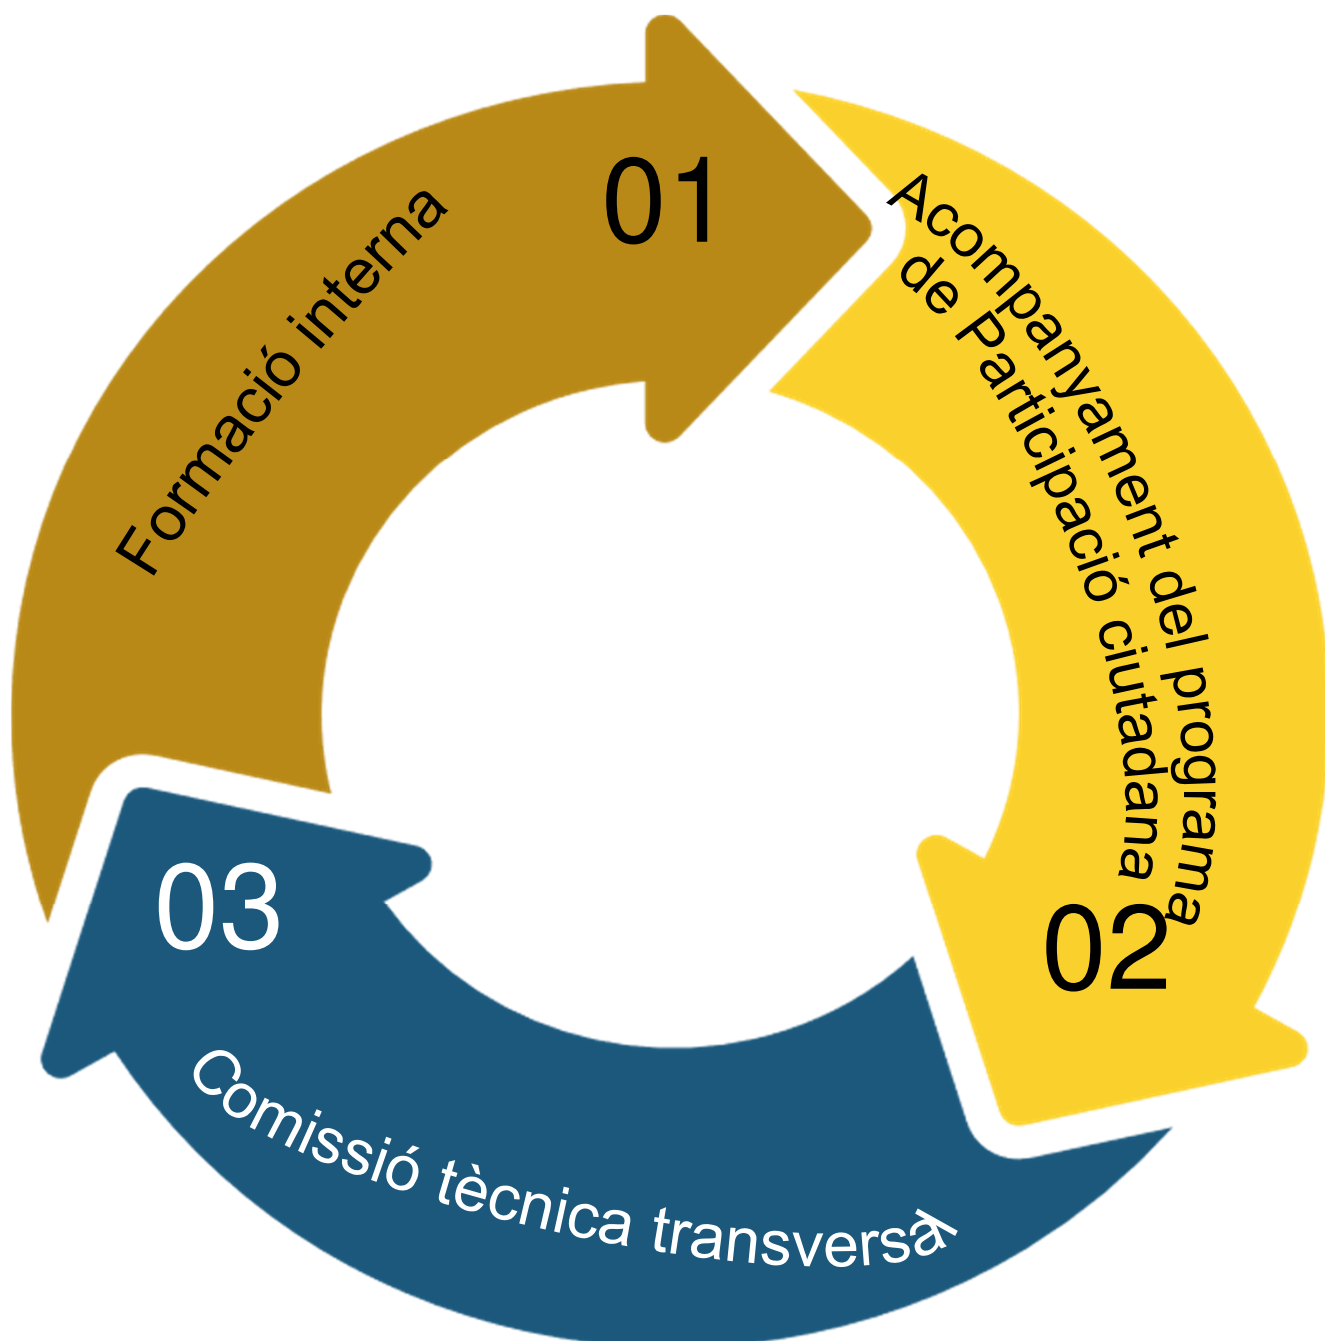 01
Formació interna
Acompanyament del programa
de Participació ciutadana
02
03
Comissió tècnica transversal